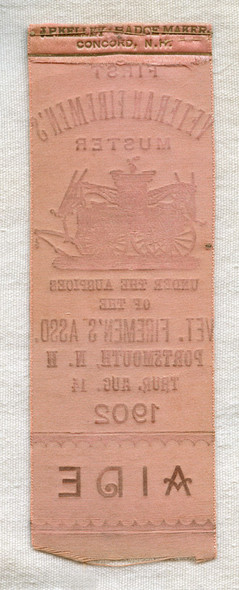 J.P.KELLEY BADGE MAKER.
CONCORD, N.H.
FIRST
VETERAN FIREMEN'S
MUSTER
UNDER THE AUSPICES
OF THE
VET. FIREMEN'S ASSO.
PORTSMOUTH, N. H.
THUR. AUG. 14
1902
AIDE